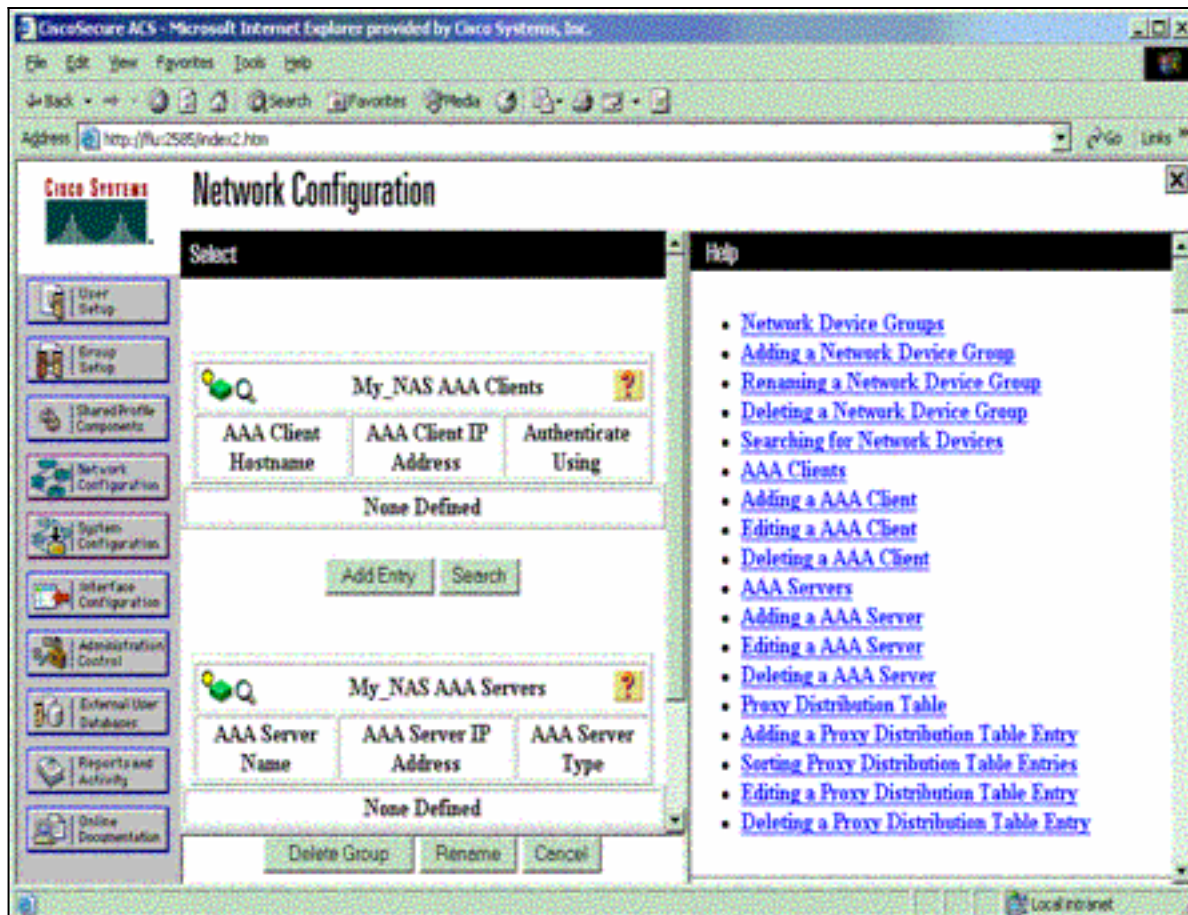 CiscoSecure ACS - Microsoft Internet Explorer provided by Cisco Systems, Inc.
File Edit View Favorites Tools Help
Back Search Favorites Media
Address http://flu:2585/index2.htm Go Links »
CISCO SYSTEMS
Network Configuration
Select
My_NAS AAA Clients
AAA Client
Hostname
AAA Client IP
Address
Authenticate
Using
None Defined
Add Entry Search
My_NAS AAA Servers
AAA Server
Name
AAA Server IP
Address
AAA Server
Type
None Defined
Delete Group Rename Cancel
User
Setup
Group
Setup
Shared Profile
Components
Network
Configuration
System
Configuration
Interface
Configuration
Administration
Control
External User
Databases
Reports and
Activity
Online
Documentation
Help
Network Device Groups
Adding a Network Device Group
Renaming a Network Device Group
Deleting a Network Device Group
Searching for Network Devices
AAA Clients
Adding a AAA Client
Editing a AAA Client
Deleting a AAA Client
AAA Servers
Adding a AAA Server
Editing a AAA Server
Deleting a AAA Server
Proxy Distribution Table
Adding a Proxy Distribution Table Entry
Sorting Proxy Distribution Table Entries
Editing a Proxy Distribution Table Entry
Deleting a Proxy Distribution Table Entry
Local intranet